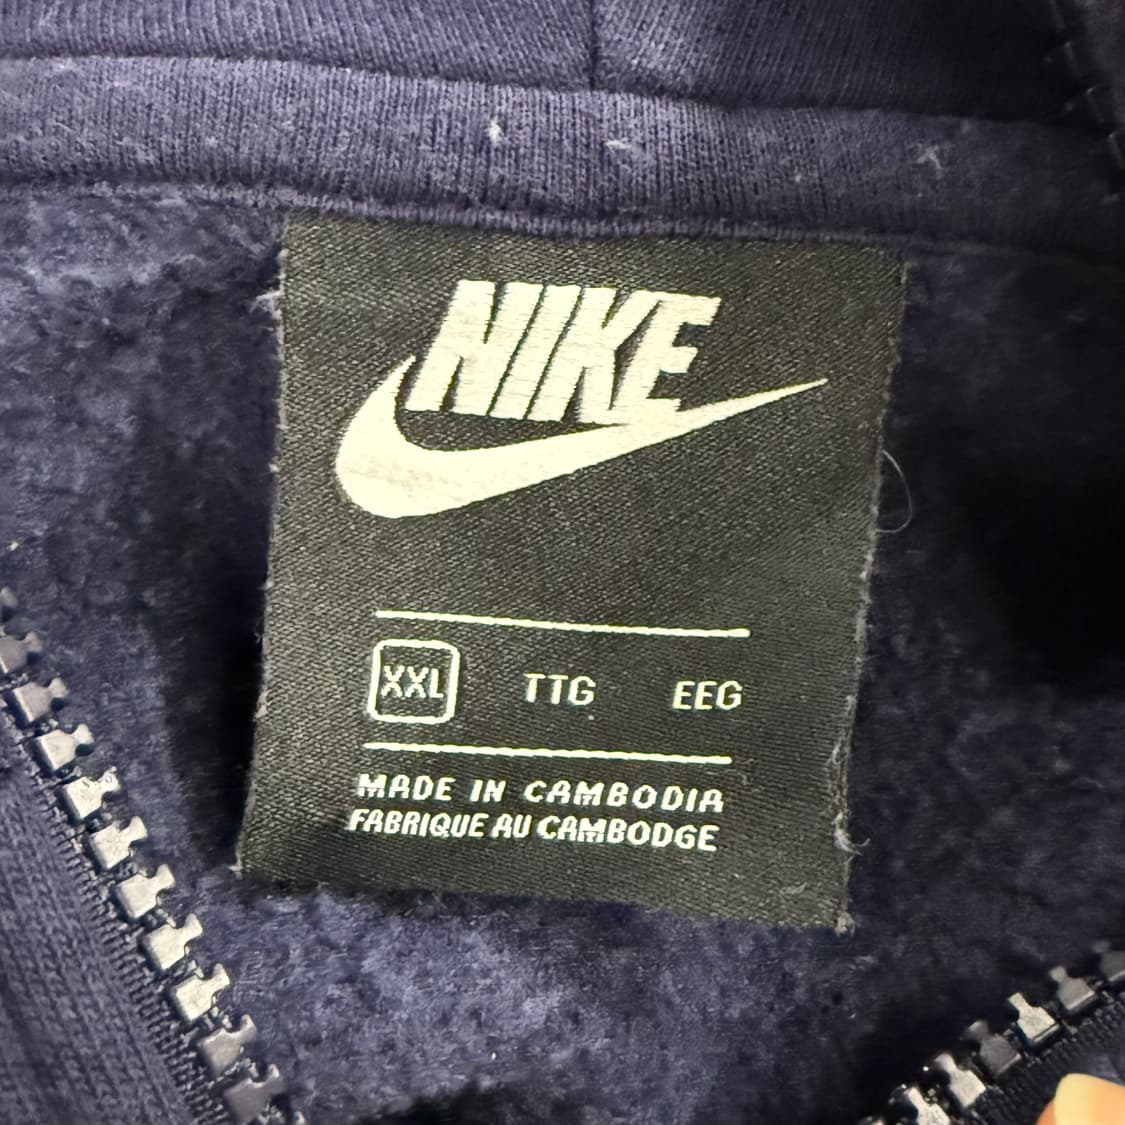 NIKE
XXL TTG EEG
MADE IN CAMBODIA
FABRIQUE AU CAMBODGE